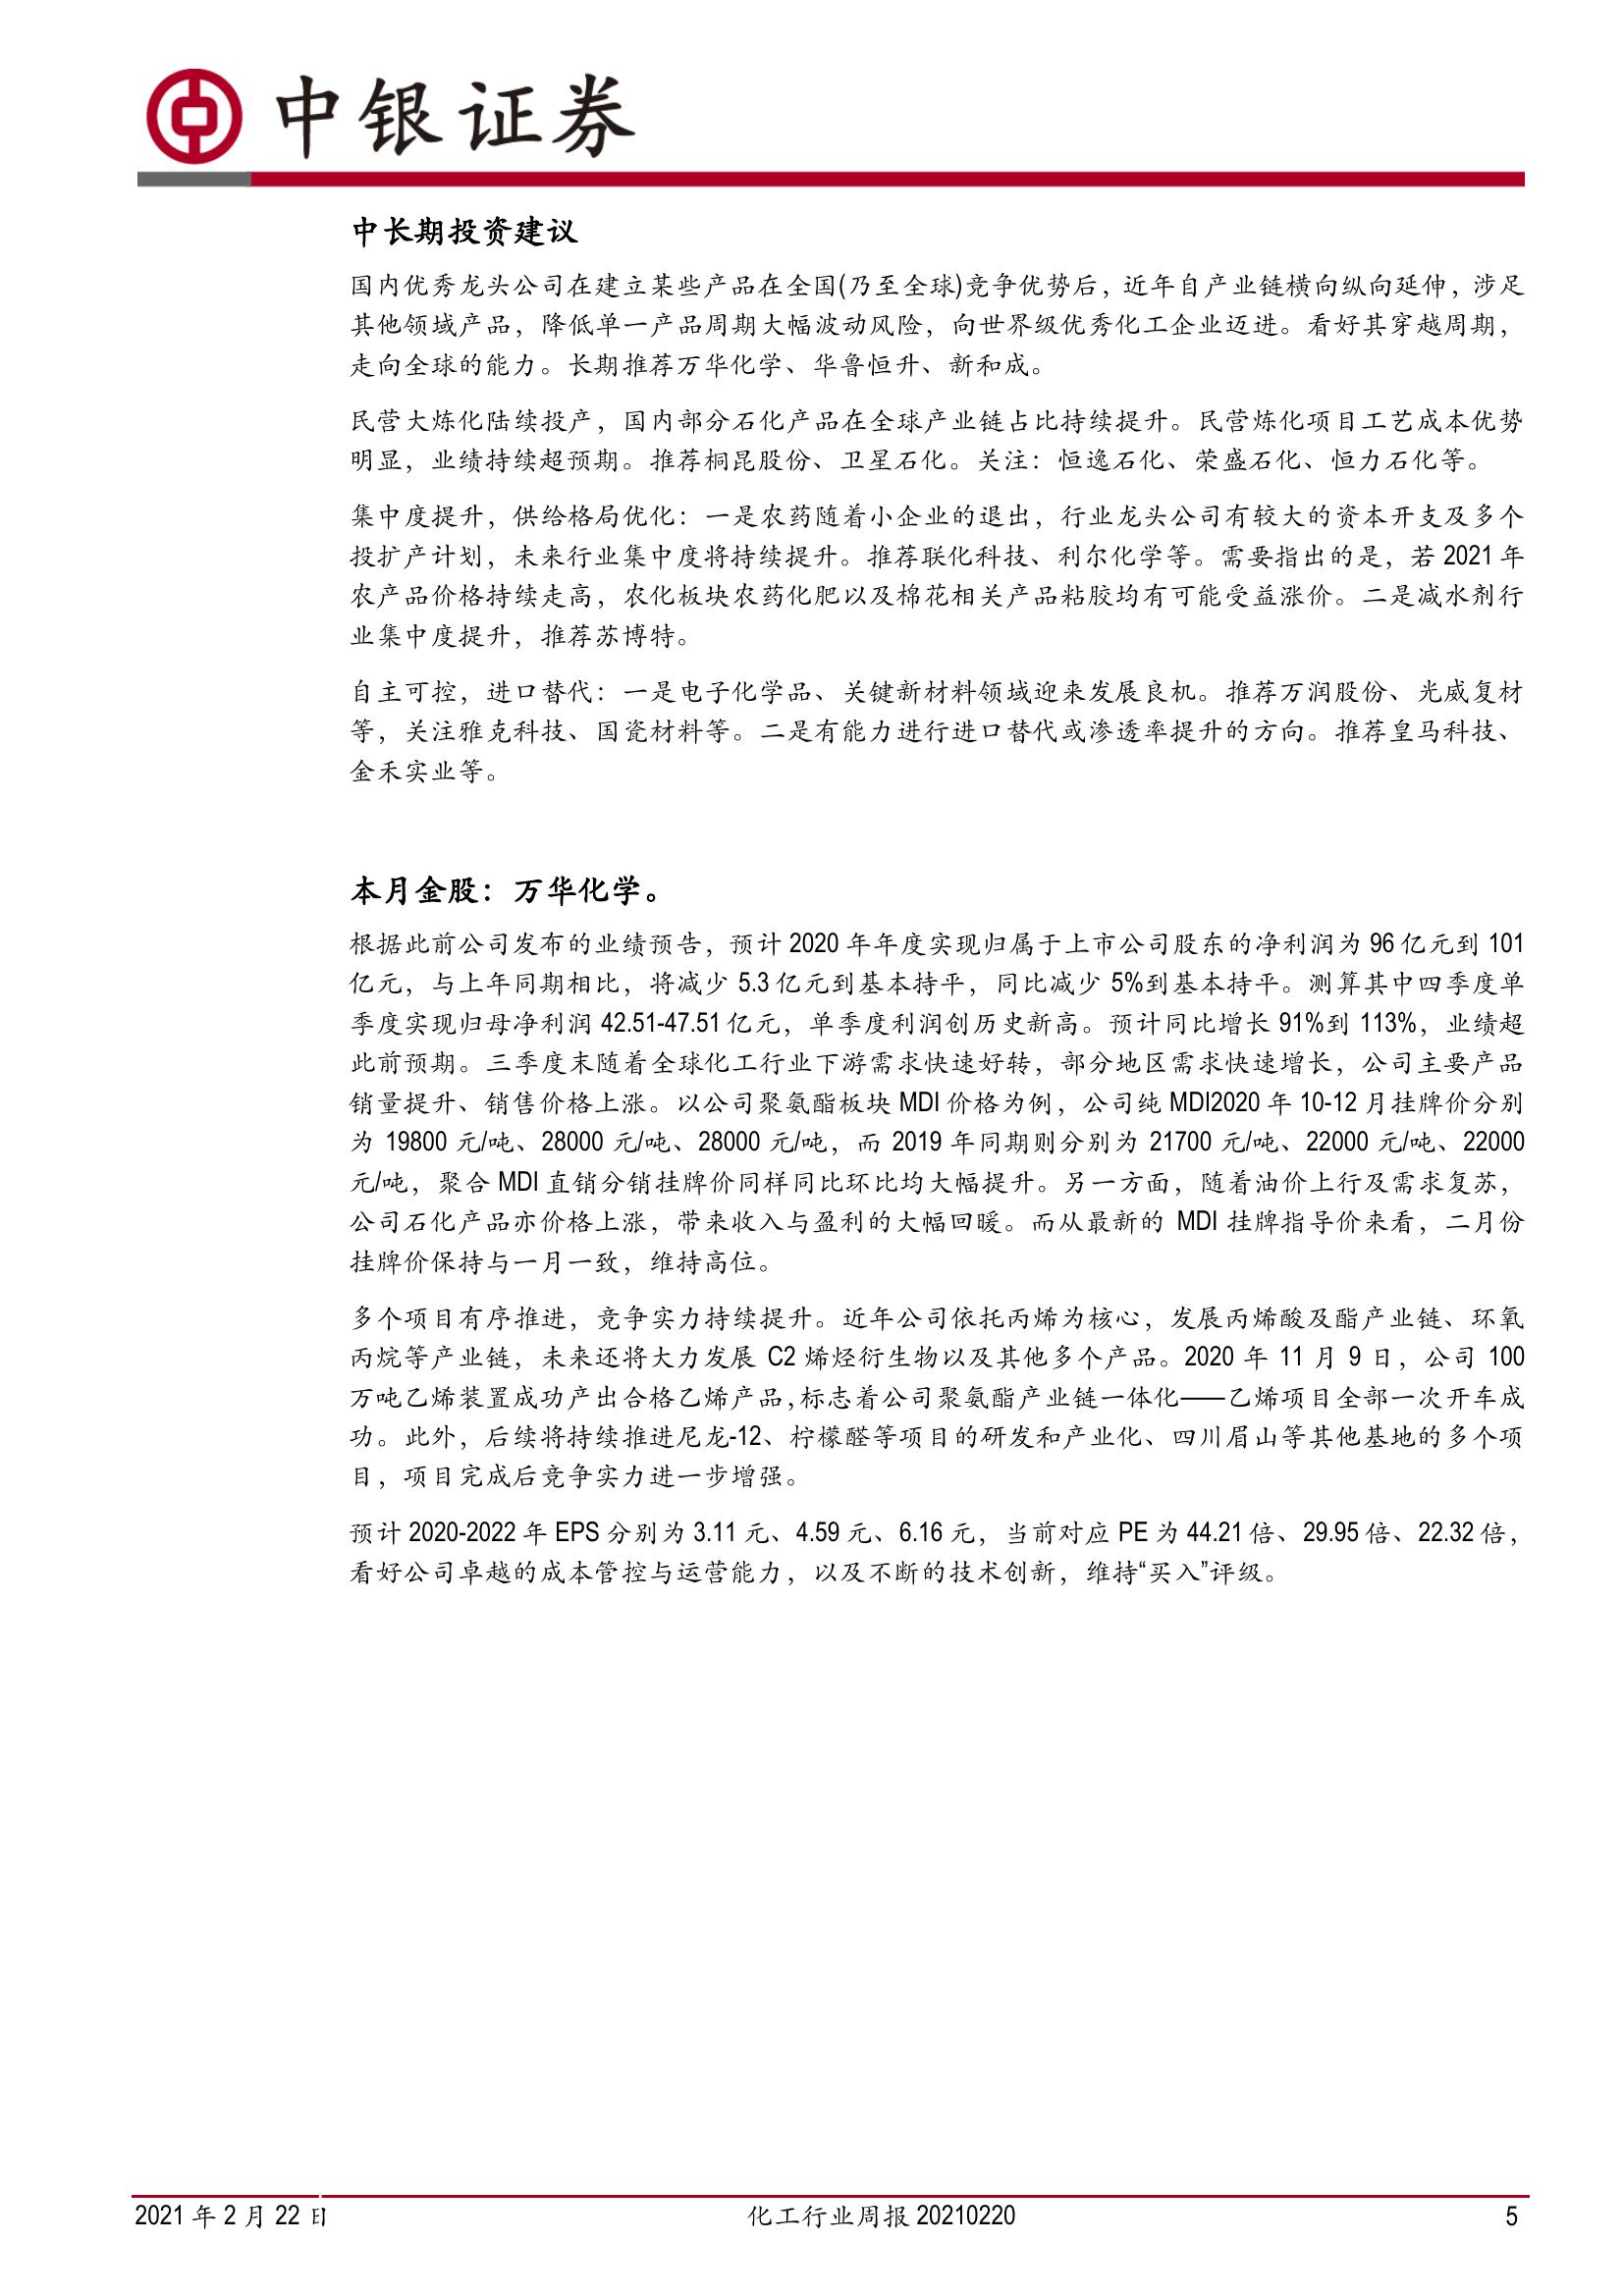 中银证券
中长期投资建议
国内优秀龙头公司在建立某些产品在全国(乃至全球)竞争优势后，近年自产业链横向纵向延伸，涉足
其他领域产品，降低单一产品周期大幅波动风险，向世界级优秀化工企业迈进。看好其穿越周期，
走向全球的能力。长期推荐万华化学、华鲁恒升、新和成。
民营大炼化陆续投产，国内部分石化产品在全球产业链占比持续提升。民营炼化项目工艺成本优势
明显，业绩持续超预期。推荐桐昆股份、卫星石化。关注：恒逸石化、荣盛石化、恒力石化等。
集中度提升，供给格局优化：一是农药随着小企业的退出，行业龙头公司有较大的资本开支及多个
投扩产计划，未来行业集中度将持续提升。推荐联化科技、利尔化学等。需要指出的是，若 2021 年
农产品价格持续走高，农化板块农药化肥以及棉花相关产品粘胶均有可能受益涨价。二是减水剂行
业集中度提升，推荐苏博特。
自主可控，进口替代：一是电子化学品、关键新材料领域迎来发展良机。推荐万润股份、光威复材
等，关注雅克科技、国瓷材料等。二是有能力进行进口替代或渗透率提升的方向。推荐皇马科技、
金禾实业等。
本月金股：万华化学。
根据此前公司发布的业绩预告，预计 2020 年年度实现归属于上市公司股东的净利润为 96 亿元到 101
亿元，与上年同期相比，将减少 5.3 亿元到基本持平，同比减少 5%到基本持平。测算其中四季度单
季度实现归母净利润 42.51-47.51 亿元，单季度利润创历史新高。预计同比增长 91%到 113%，业绩超
此前预期。三季度末随着全球化工行业下游需求快速好转，部分地区需求快速增长，公司主要产品
销量提升、销售价格上涨。以公司聚氨酯板块 MDI 价格为例，公司纯 MDI2020 年 10-12 月挂牌价分别
为 19800 元/吨、28000 元/吨、28000 元/吨，而 2019 年同期则分别为 21700 元/吨、22000 元/吨、22000
元/吨，聚合 MDI 直销分销挂牌价同样同比环比均大幅提升。另一方面，随着油价上行及需求复苏，
公司石化产品亦价格上涨，带来收入与盈利的大幅回暖。而从最新的 MDI 挂牌指导价来看，二月份
挂牌价保持与一月一致，维持高位。
多个项目有序推进，竞争实力持续提升。近年公司依托丙烯为核心，发展丙烯酸及酯产业链、环氧
丙烷等产业链，未来还将大力发展 C2 烯烃衍生物以及其他多个产品。2020 年 11 月 9 日，公司 100
万吨乙烯装置成功产出合格乙烯产品,标志着公司聚氨酯产业链一体化——乙烯项目全部一次开车成
功。此外，后续将持续推进尼龙-12、柠檬醛等项目的研发和产业化、四川眉山等其他基地的多个项
目，项目完成后竞争实力进一步增强。
预计 2020-2022 年 EPS 分别为 3.11 元、4.59 元、6.16 元，当前对应 PE 为 44.21 倍、29.95 倍、22.32 倍，
看好公司卓越的成本管控与运营能力，以及不断的技术创新，维持“买入”评级。
2021 年 2 月 22 日 化工行业周报 20210220 5